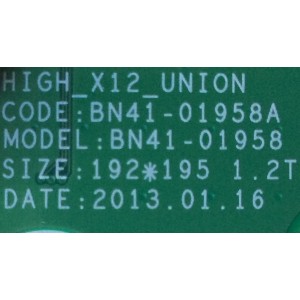 HIGH_X12_UNION
CODE:BN41-01958A
MODEL:BN41-01958
SIZE:192*195 1.2T
DATE:2013.01.16